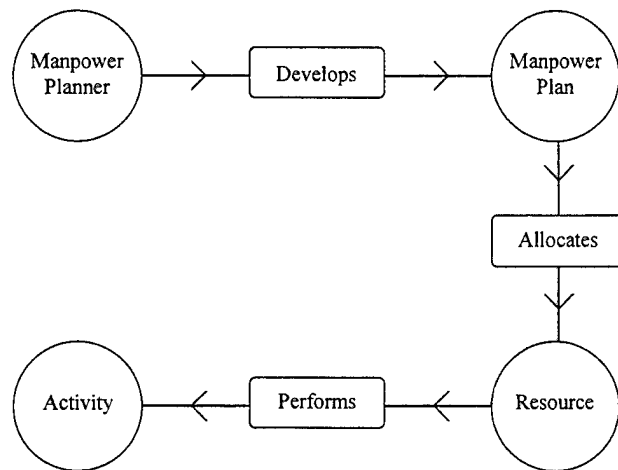 Manpower
Planner
Develops
Manpower
Plan
Allocates
Resource
Performs
Activity